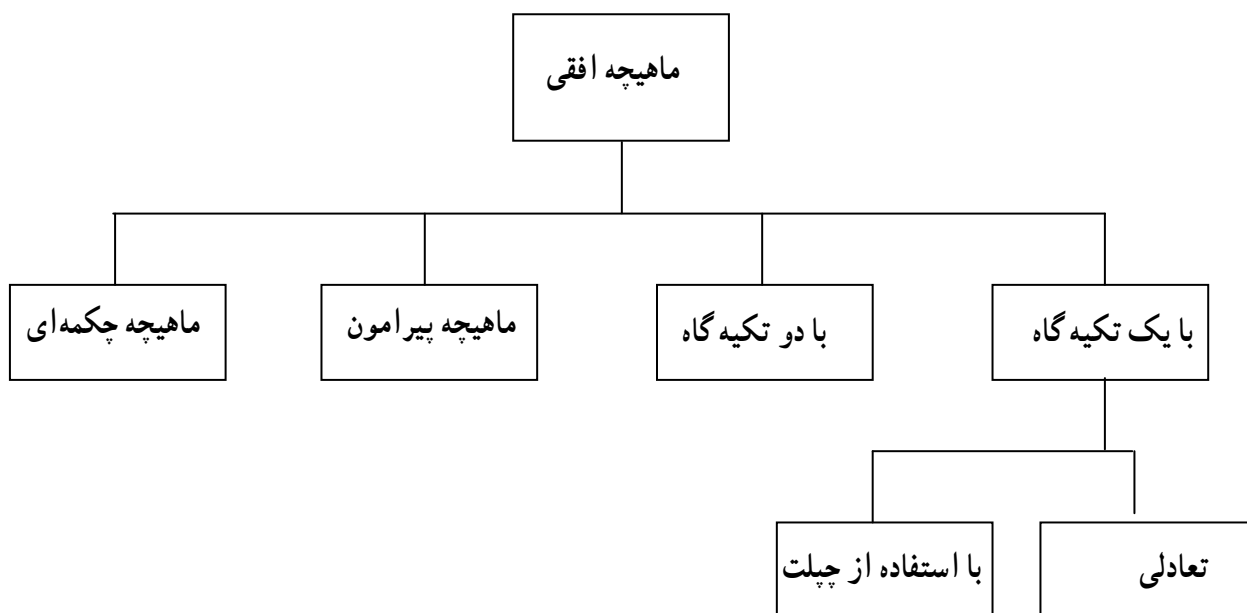 ماهیچه افقی
با یک تکیه گاه
با دو تکیه گاه
ماهیچه پیرامون
ماهیچه چکمه‌ای
تعادلی
با استفاده از چپلت